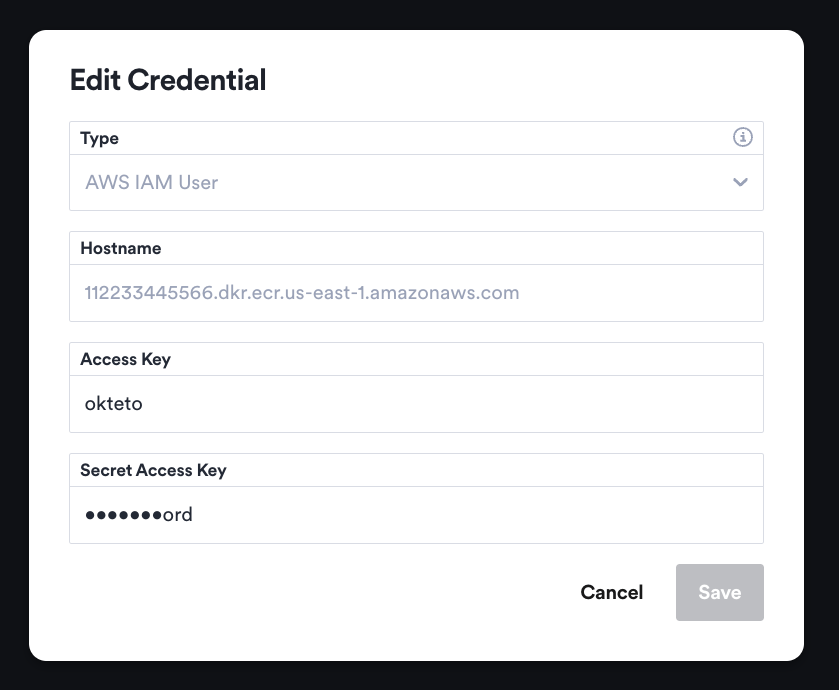 Edit Credential
Type
AWS IAM User
Hostname
112233445566.dkr.ecr.us-east-1.amazonaws.com
Access Key
okteto
Secret Access Key
•••••••ord
Cancel
Save